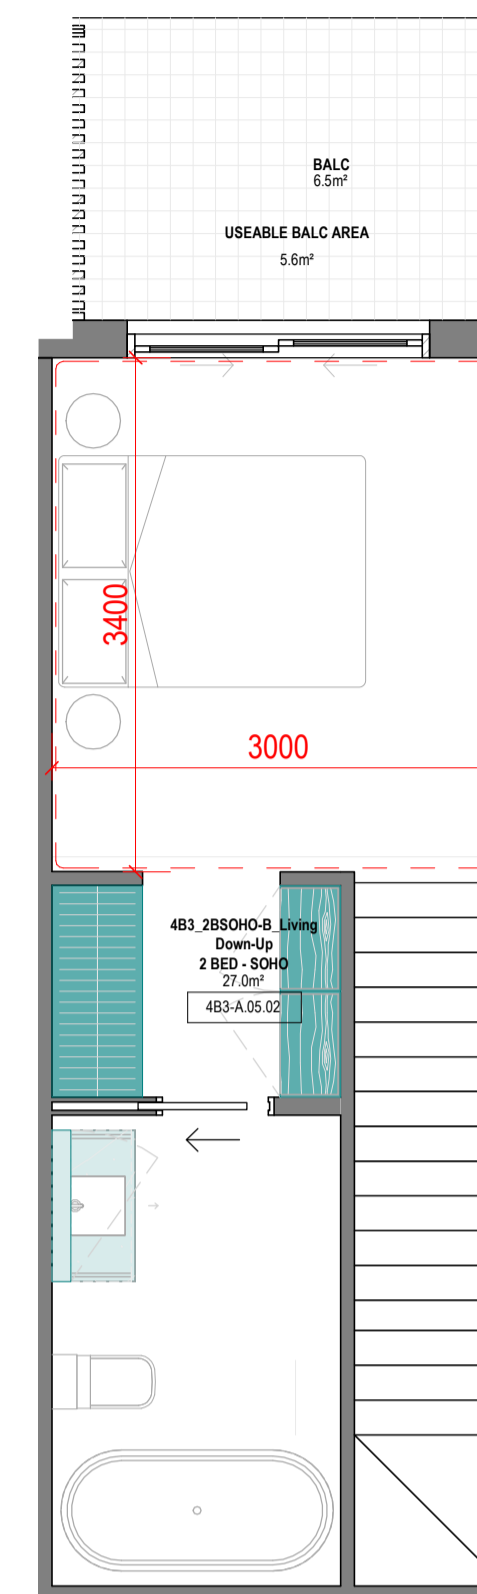 BALC
6.5m²
USEABLE BALC AREA
5.6m²
3400
3000
4B3_2BSOHO-B_Living
Down-Up
2 BED - SOHO
27.0m²
4B3-A.05.02